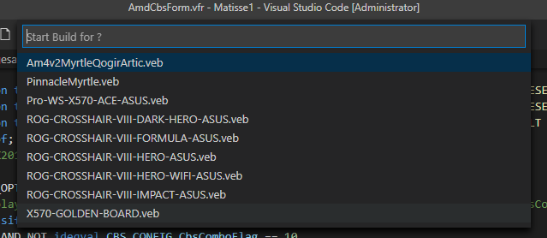 AmdCbsForm.vfr - Matisse1 - Visual Studio Code [Administrator]
Start Build for ?
Am4v2MyrtleQogirArtic.veb
PinnacleMyrtle.veb
Pro-WS-X570-ACE-ASUS.veb
ROG-CROSSHAIR-VIII-DARK-HERO-ASUS.veb
ROG-CROSSHAIR-VIII-FORMULA-ASUS.veb
ROG-CROSSHAIR-VIII-HERO-ASUS.veb
ROG-CROSSHAIR-VIII-HERO-WIFI-ASUS.veb
ROG-CROSSHAIR-VIII-IMPACT-ASUS.veb
X570-GOLDEN-BOARD.veb
AND NOT ideqval CBS_CONFIG.CbsComboFlag == 10